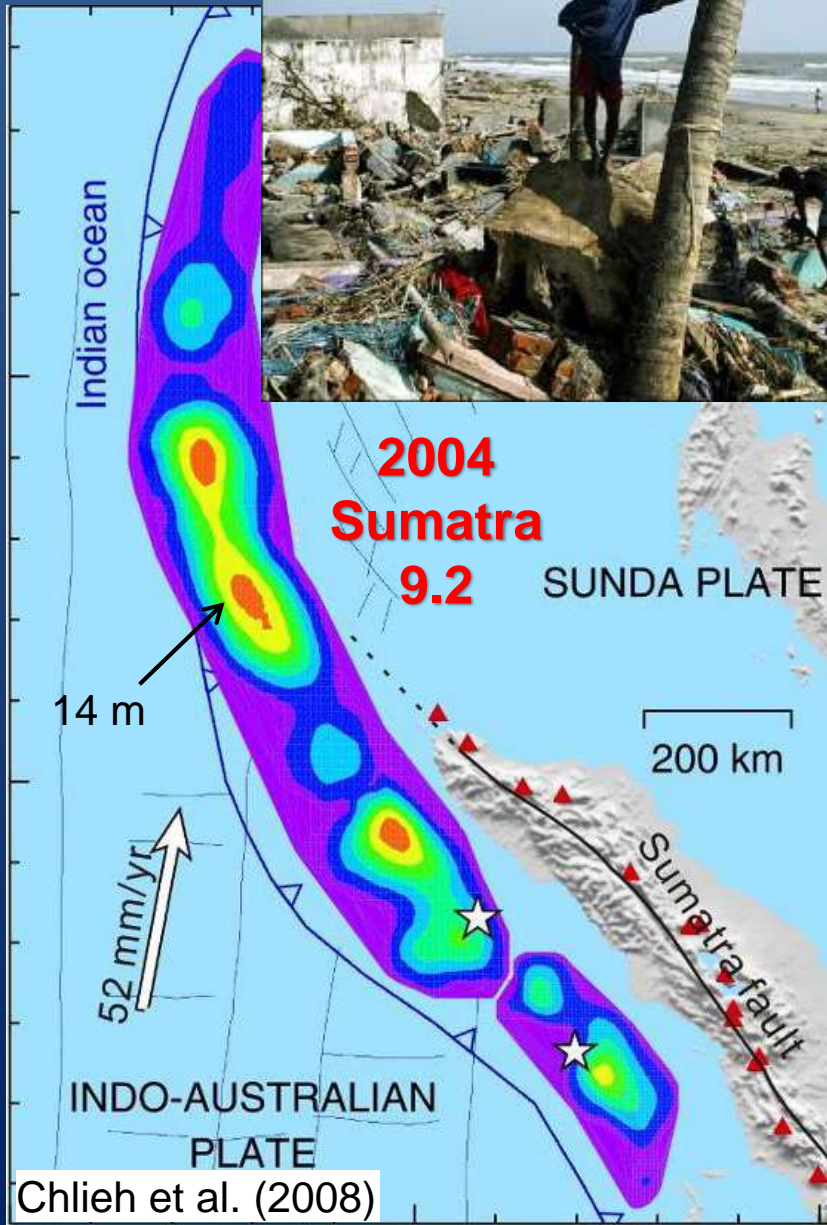 Indian ocean
2004
Sumatra
9.2
SUNDA PLATE
14 m
200 km
Sumatra fault
52 mm/yr
INDO-AUSTRALIAN
PLATE
Chlieh et al. (2008)